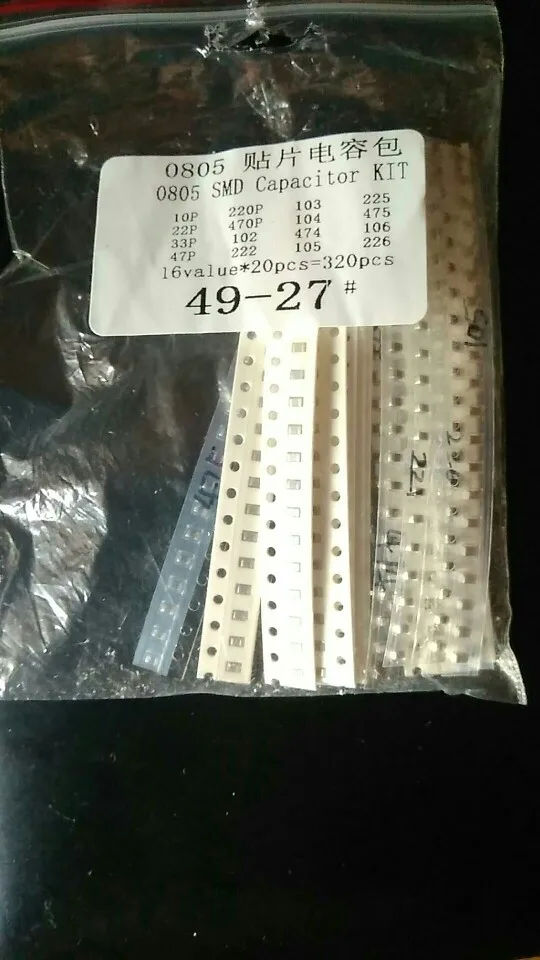 0805 贴片电容包
0805 SMD Capacitor KIT
10P 220P 103 225
22P 470P 104 475
33P 102 474 106
47P 222 105 226
16value*20pcs=320pcs
49-27#
221